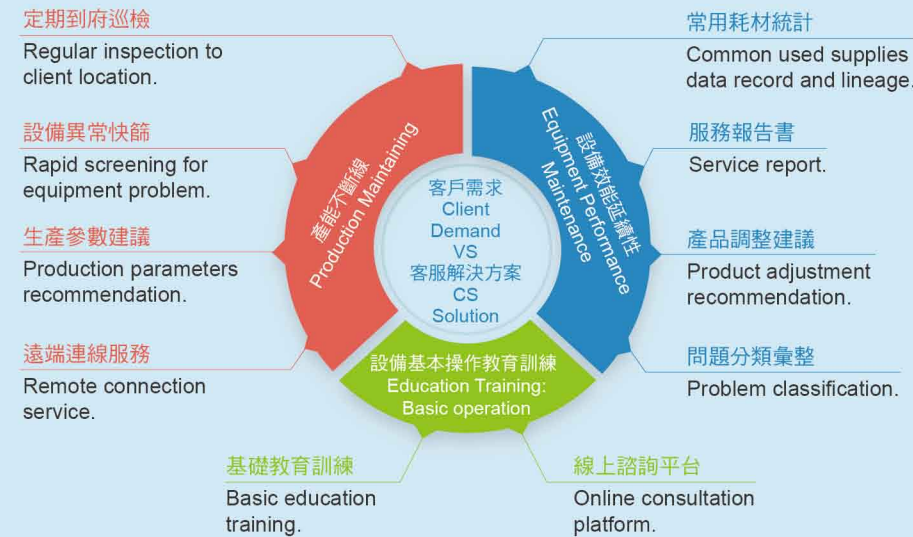 定期到府巡檢
Regular inspection to
client location.
設備異常快篩
Rapid screening for
equipment problem.
生產參數建議
Production parameters
recommendation.
遠端連線服務
Remote connection
service.
產能不斷線
Production Maintaining
客戶需求
Client
Demand
VS
客服解決方案
CS
Solution
設備效能延續性
Equipment Performance
Maintenance
設備基本操作教育訓練
Education Training:
Basic operation
常用耗材統計
Common used supplies
data record and lineage.
服務報告書
Service report.
產品調整建議
Product adjustment
recommendation.
問題分類彙整
Problem classification.
基礎教育訓練
Basic education
training.
線上諮詢平台
Online consultation
platform.